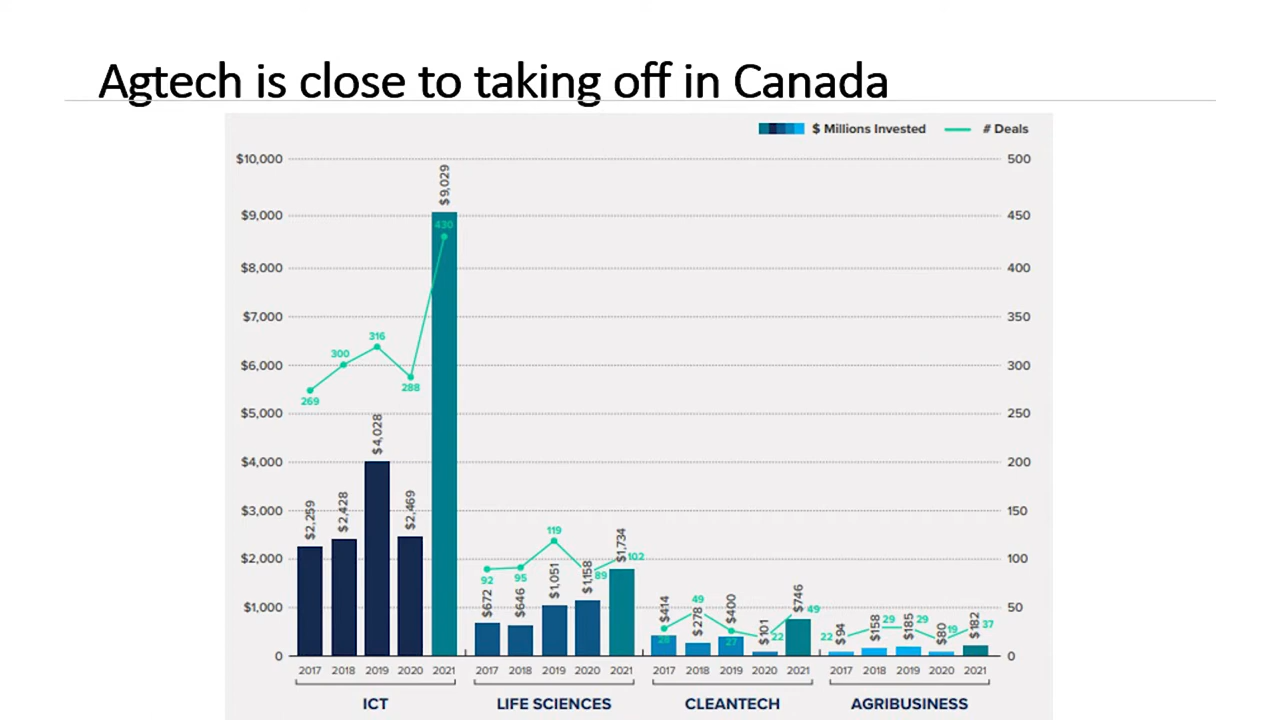 Agtech is close to taking off in Canada
$ Millions Invested # Deals
$10,000 500
$9,000 450
$8,000 400
$7,000 350
$6,000 300
$5,000 250
$4,000 200
$3,000 150
$2,000 100
$1,000 50
0 0
$2,259 $2,428 $4,028 $2,469 $9,029
269 300 316 288 430
2017 2018 2019 2020 2021
ICT
$672 $646 $1,051 $1,158 $1,734
92 95 119 89 102
2017 2018 2019 2020 2021
LIFE SCIENCES
$414 $278 $400 $101 $746
28 49 27 22 49
2017 2018 2019 2020 2021
CLEANTECH
$94 $158 $185 $80 $182
22 29 29 19 37
2017 2018 2019 2020 2021
AGRIBUSINESS